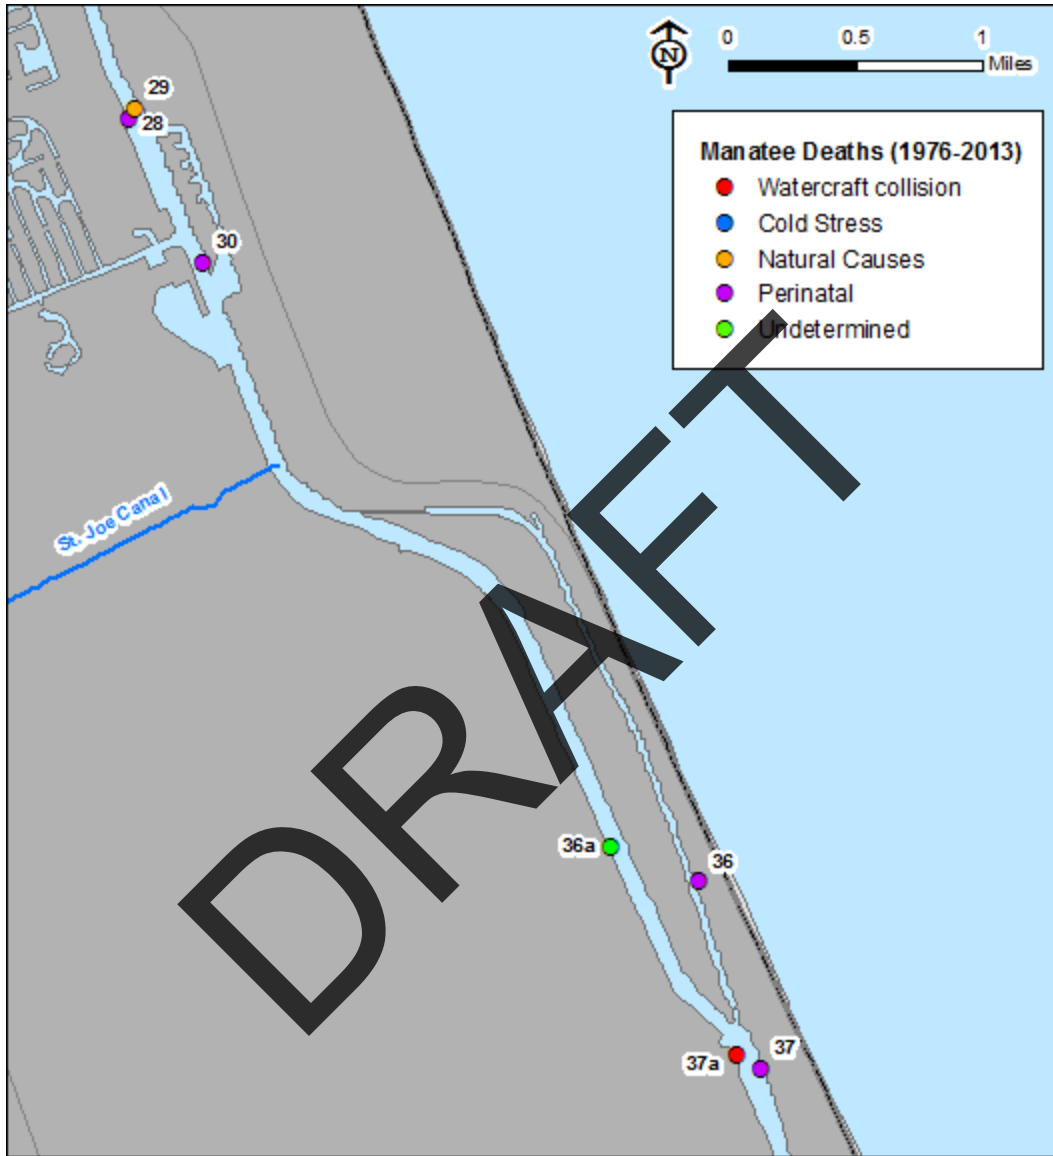 N
0 0.5 1
Miles
Manatee Deaths (1976-2013)
Watercraft collision
Cold Stress
Natural Causes
Perinatal
Undetermined
29
28
30
St. Joe Canal
DRAFT
36a
36
37a
37